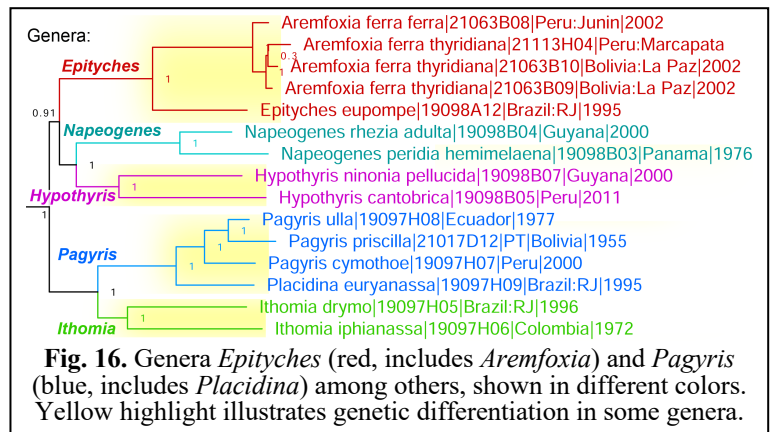 Genera:
Aremfoxia ferra ferra|21063B08|Peru:Junin|2002
Aremfoxia ferra thyridiana|21113H04|Peru:Marcapata
0.3
Epityches
1
1
Aremfoxia ferra thyridiana|21063B10|Bolivia:La Paz|2002
1
Aremfoxia ferra thyridiana|21063B09|Bolivia:La Paz|2002
Epityches eupompe|19098A12|Brazil:RJ|1995
0.91
Napeogenes
Napeogenes rhezia adulta|19098B04|Guyana|2000
1
Napeogenes peridia hemimelaena|19098B03|Panama|1976
1
Hypothyris ninonia pellucida|19098B07|Guyana|2000
1
Hypothyris
Hypothyris cantobrica|19098B05|Peru|2011
1
Pagyris ulla|19097H08|Ecuador|1977
1
Pagyris priscilla|21017D12|PT|Bolivia|1955
1
Pagyris
Pagyris cymothoe|19097H07|Peru|2000
1
Placidina euryanassa|19097H09|Brazil:RJ|1995
1
Ithomia drymo|19097H05|Brazil:RJ|1996
1
Ithomia
Ithomia iphianassa|19097H06|Colombia|1972
Fig. 16. Genera Epityches (red, includes Aremfoxia) and Pagyris
(blue, includes Placidina) among others, shown in different colors.
Yellow highlight illustrates genetic differentiation in some genera.